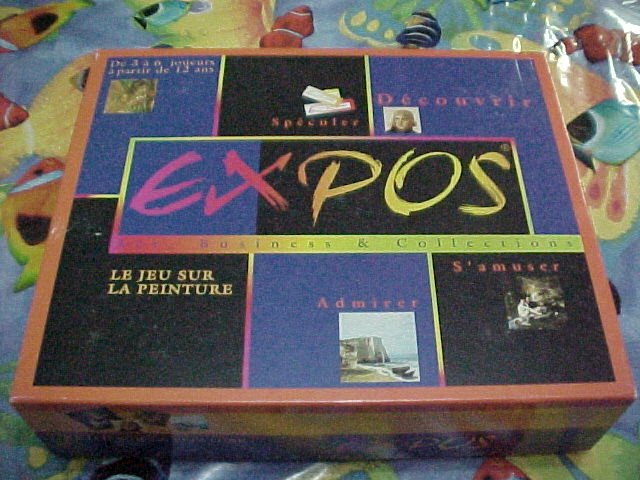 De 3 à 6 joueurs
à partir de 12 ans
Spéculer
Découvrir
EXPOS®
Business & Collections
S'amuser
LE JEU SUR
LA PEINTURE
Admirer
EXPOS